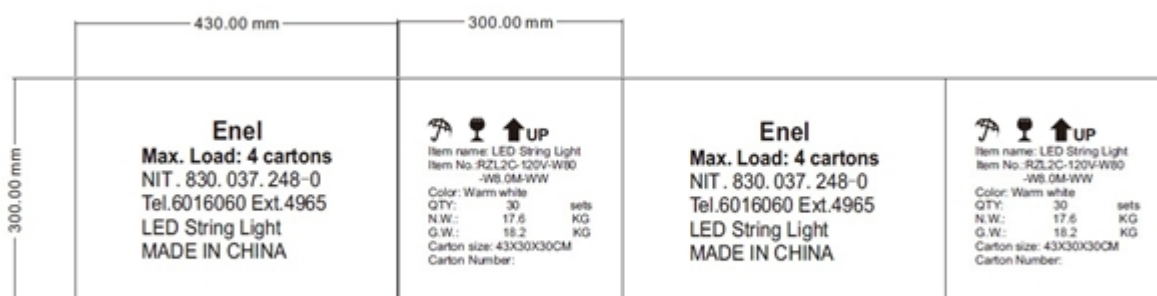 430.00 mm
300.00 mm
300.00 mm
Enel
Max. Load: 4 cartons
NIT. 830. 037. 248-0
Tel.6016060 Ext.4965
LED String Light
MADE IN CHINA
UP
Item name: LED String Light
Item No.:RZL2C-120V-W80
-W8.0M-WW
Color: Warm white
QTY: 30 sets
N.W.: 17.6 KG
G.W.: 18.2 KG
Carton size: 43X30X30CM
Carton Number:
Enel
Max. Load: 4 cartons
NIT. 830. 037. 248-0
Tel.6016060 Ext.4965
LED String Light
MADE IN CHINA
UP
Item name: LED String Light
Item No.:RZL2C-120V-W80
-W8.0M-WW
Color: Warm white
QTY: 30 sets
N.W.: 17.6 KG
G.W.: 18.2 KG
Carton size: 43X30X30CM
Carton Number: